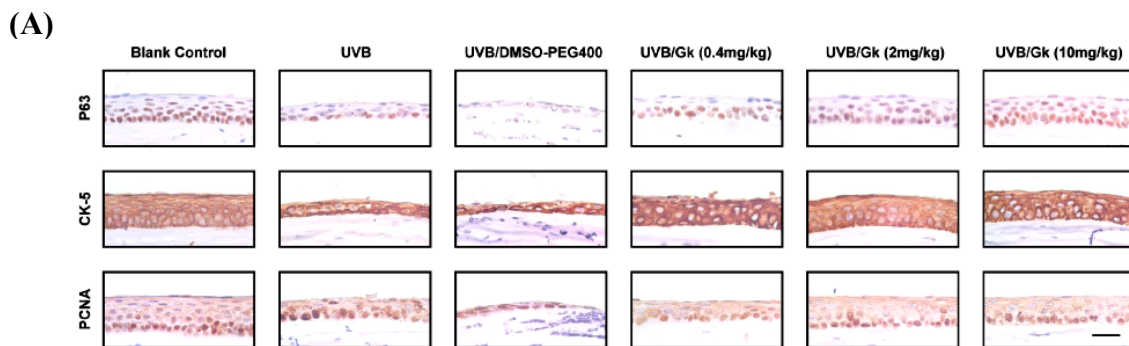 (A)
Blank Control UVB UVB/DMSO-PEG400 UVB/Gk (0.4mg/kg) UVB/Gk (2mg/kg) UVB/Gk (10mg/kg)
P63
CK-5
PCNA